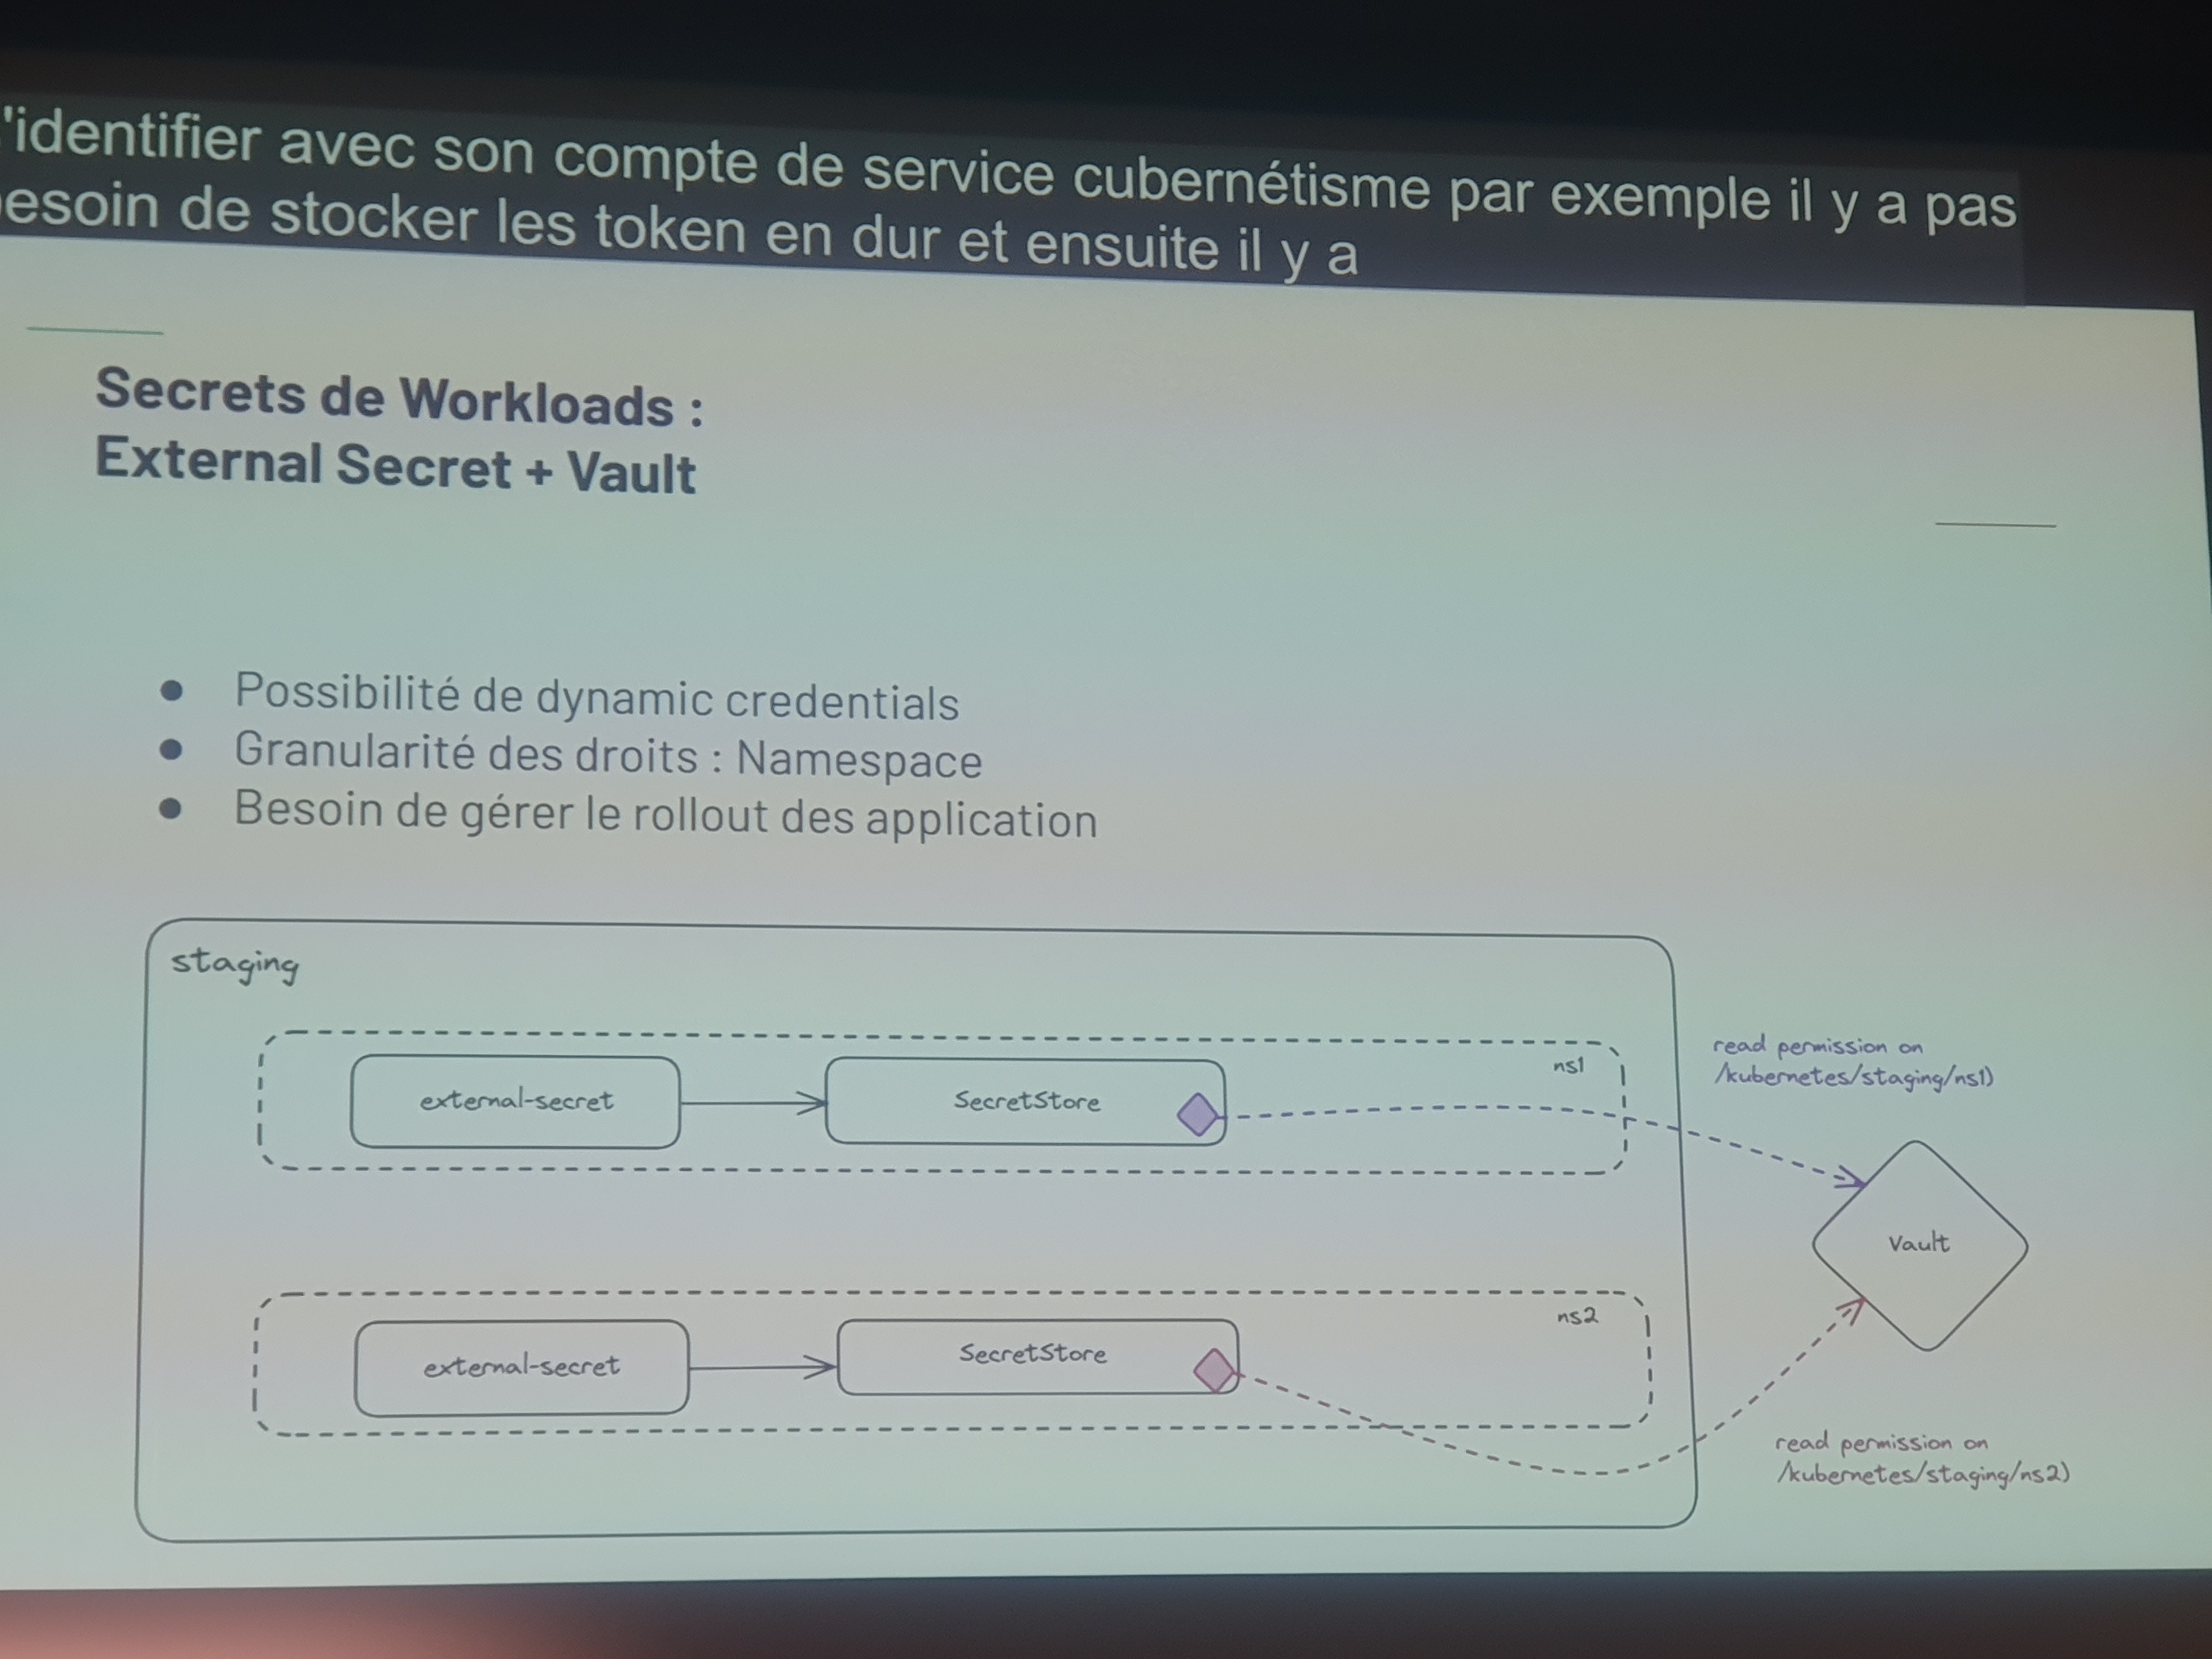 'identifier avec son compte de service cubernétisme par exemple il y a pas
esoin de stocker les token en dur et ensuite il y a
Secrets de Workloads :
External Secret + Vault
● Possibilité de dynamic credentials
● Granularité des droits : Namespace
● Besoin de gérer le rollout des application
staging
ns1
external-secret
SecretStore
read permission on
/kubernetes/staging/ns1)
Vault
ns2
external-secret
SecretStore
read permission on
/kubernetes/staging/ns2)